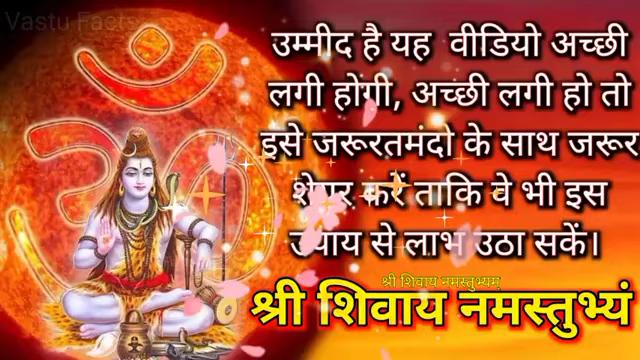 Vastu Facts
उम्मीद है यह वीडियो अच्छी
लगी होगी, अच्छी लगी हो तो
इसे जरूरतमंदो के साथ जरूर
शेयर करें ताकि वे भी इस
उपाय से लाभ उठा सकें।
श्री शिवाय नमस्तुभ्यम्
श्री शिवाय नमस्तुभ्यं